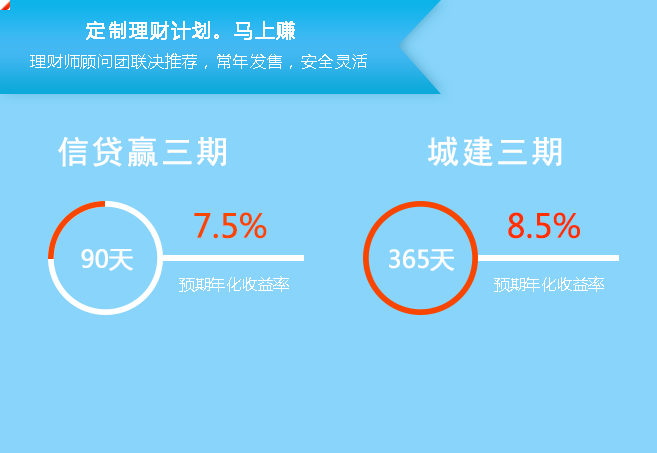 定制理财计划。马上赚
理财师顾问团联决推荐，常年发售，安全灵活
信贷赢三期
城建三期
7.5%
8.5%
90天
365天
预期年化收益率
预期年化收益率